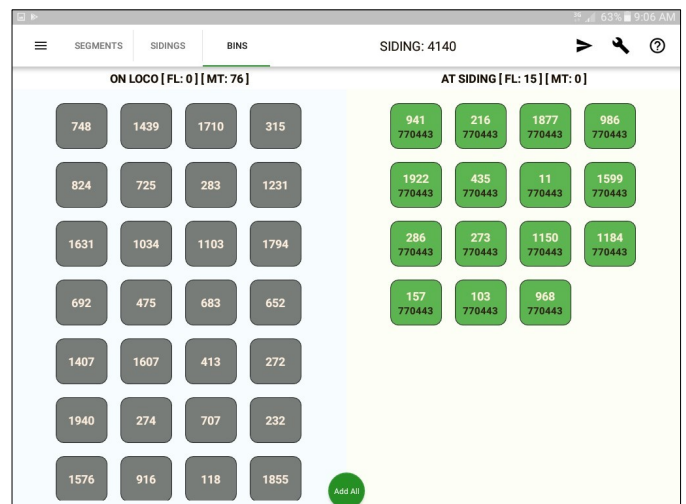 3G 63% 9:06 AM
SEGMENTS SIDINGS BINS SIDING: 4140
ON LOCO [ FL: 0 ] [ MT: 76 ]
748 1439 1710 315
824 725 283 1231
1631 1034 1103 1794
692 475 683 652
1407 1607 413 272
1940 274 707 232
1576 916 118 1855
AT SIDING [ FL: 15 ] [ MT: 0 ]
941 216 1877 986
770443 770443 770443 770443
1922 435 11 1599
770443 770443 770443 770443
286 273 1150 1184
770443 770443 770443 770443
157 103 968
770443 770443 770443
Add All